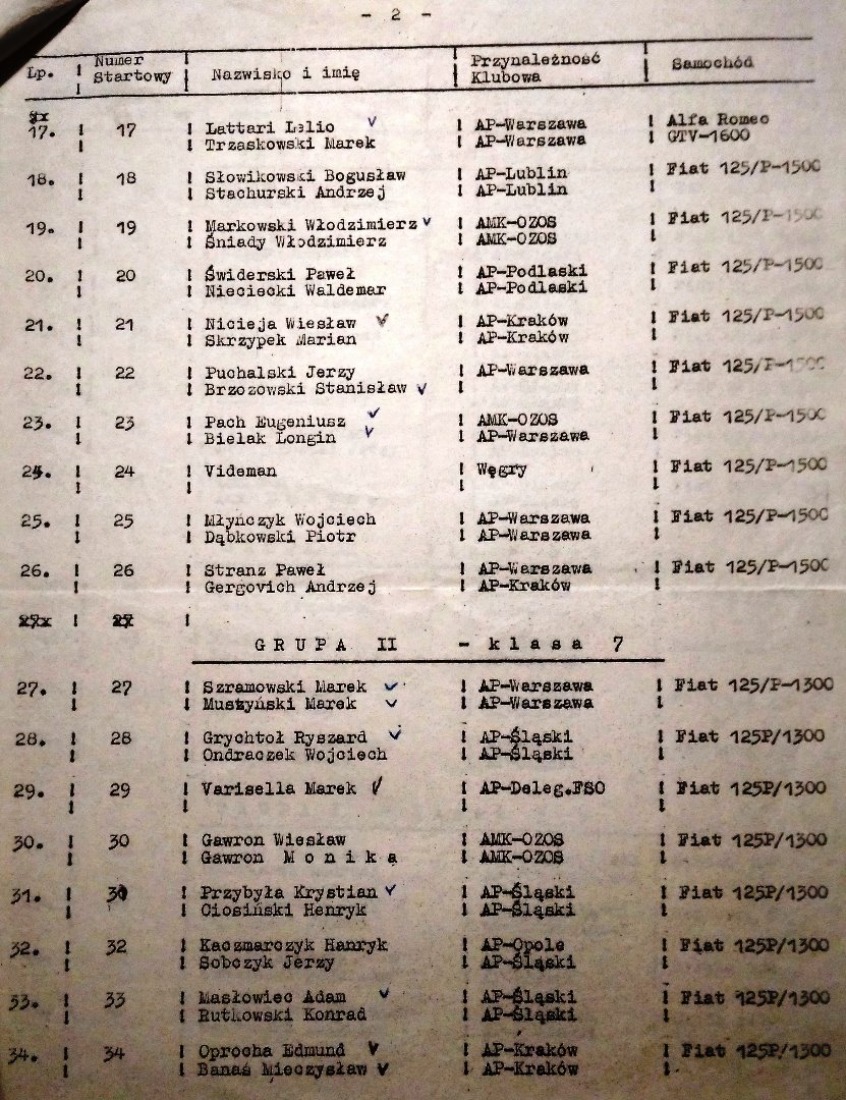 - 2 -
Lp. ! Numer Startowy ! Nazwisko i imię ! Przynależność Klubowa ! Samochód
17. ! 17 ! Lattari Lelio ! AP-Warszawa ! Alfa Romeo
! ! Trzaskowski Marek ! AP-Warszawa ! GTV-1600
18. ! 18 ! Słowikowski Bogusław ! AP-Lublin ! Fiat 125/P-1500
! ! Stachurski Andrzej ! AP-Lublin !
19. ! 19 ! Markowski Włodzimierz ! AMK-OZOS ! Fiat 125/P-1500
! ! Śniady Włodzimierz ! AMK-OZOS !
20. ! 20 ! Świderski Paweł ! AP-Podlaski ! Fiat 125/P-1500
! ! Nieciecki Waldemar ! AP-Podlaski !
21. ! 21 ! Nicieja Wiesław ! AP-Kraków ! Fiat 125/P-1500
! ! Skrzypek Marian ! AP-Kraków !
22. ! 22 ! Puchalski Jerzy ! AP-Warszawa ! Fiat 125/P-1500
! ! Brzozowski Stanisław ! !
23. ! 23 ! Pach Eugeniusz ! AMK-OZOS ! Fiat 125/P-1500
! ! Bielak Longin ! AP-Warszawa !
24. ! 24 ! Videman ! Węgry ! Fiat 125/P-1500
! ! ! !
25. ! 25 ! Młyńczyk Wojciech ! AP-Warszawa ! Fiat 125/P-1500
! ! Dąbkowski Piotr ! AP-Warszawa !
26. ! 26 ! Stranz Paweł ! AP-Warszawa ! Fiat 125/P-1500
! ! Gergovich Andrzej ! AP-Kraków !
! 27 !
GRUPA II - klasa 7
27. ! 27 ! Szramowski Marek ! AP-Warszawa ! Fiat 125/P-1300
! ! Mustyński Marek ! AP-Warszawa !
28. ! 28 ! Grychtoł Ryszard ! AP-Śląski ! Fiat 125P/1300
! ! Ondraczek Wojciech ! AP-Śląski !
29. ! 29 ! Varisella Marek ! AP-Deleg.FSO ! Fiat 125P/1300
! ! ! !
30. ! 30 ! Gawron Wiesław ! AMK-OZOS ! Fiat 125P/1300
! ! Gawron Monika ! AMK-OZOS !
31. ! 31 ! Przybyła Krystian ! AP-Śląski ! Fiat 125P/1300
! ! Ciosiński Henryk ! AP-Śląski !
32. ! 32 ! Kaczmarczyk Hanryk ! AP-Opole ! Fiat 125P/1300
! ! Sobczyk Jerzy ! AP-Śląski !
33. ! 33 ! Masłowiec Adam ! AP-Śląski ! Fiat 125P/1300
! ! Rutkowski Konrad ! AP-Śląski !
34. ! 34 ! Oprocha Edmund ! AP-Kraków ! Fiat 125P/1300
! ! Banaś Mieczysław ! AP-Kraków !